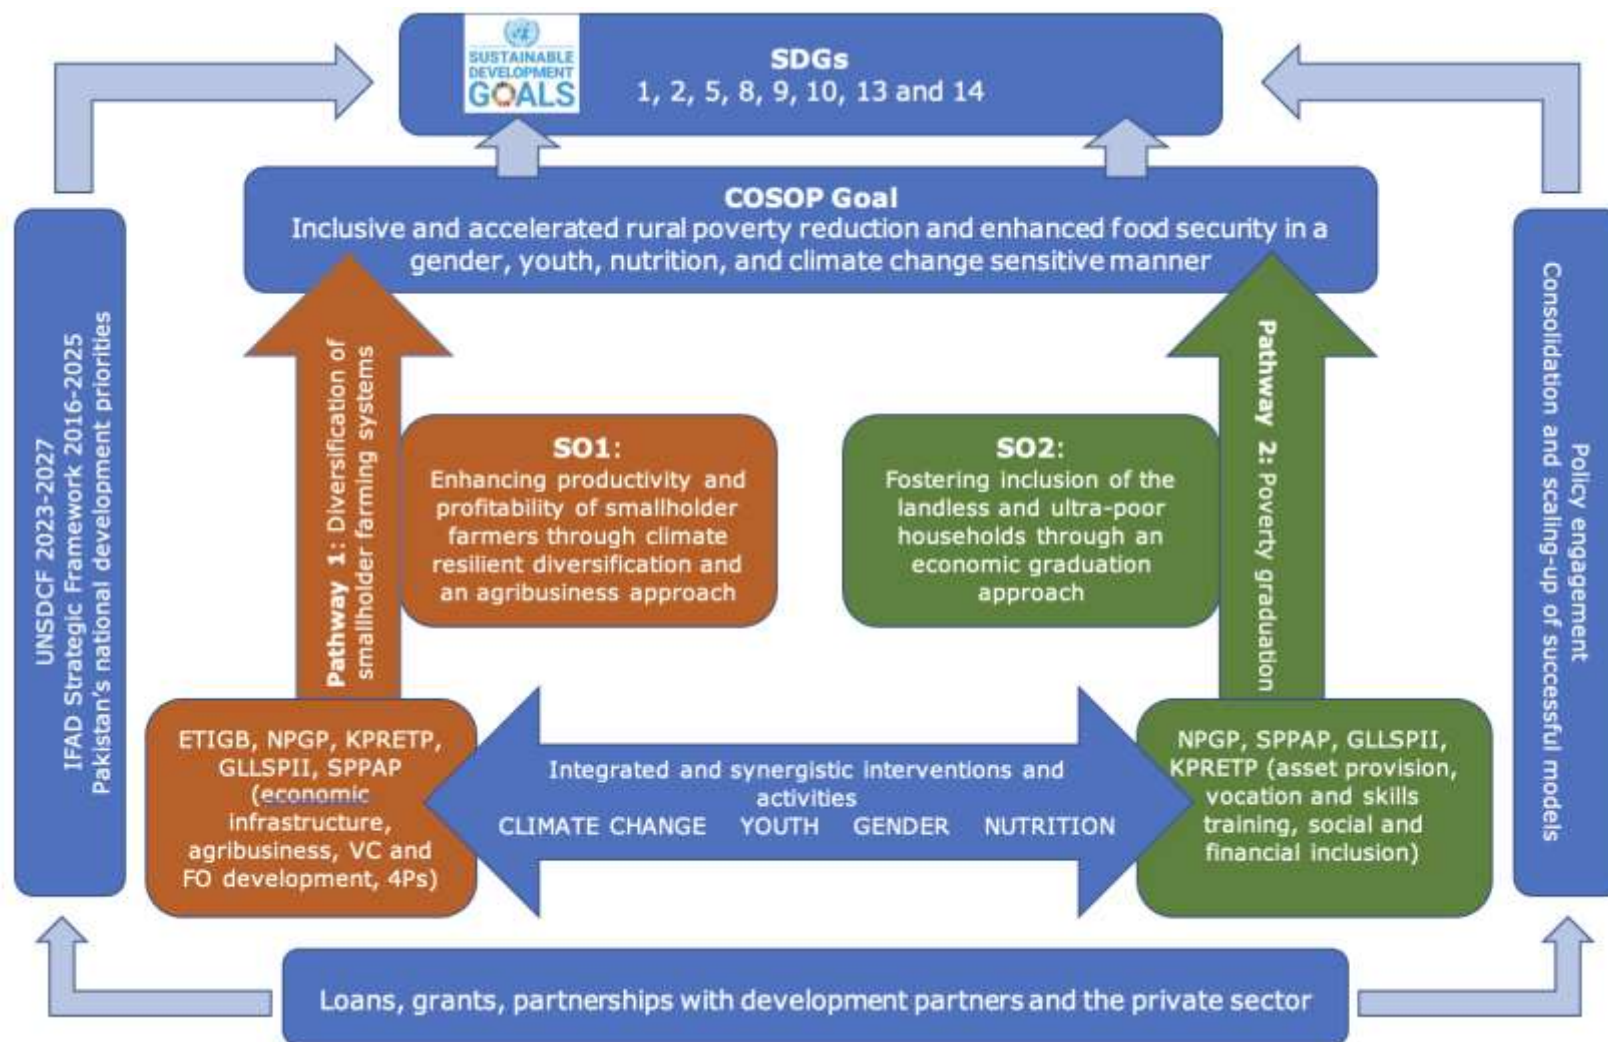 SUSTAINABLE
DEVELOPMENT
GOALS
SDGs
1, 2, 5, 8, 9, 10, 13 and 14
COSOP Goal
Inclusive and accelerated rural poverty reduction and enhanced food security in a
gender, youth, nutrition, and climate change sensitive manner
UNSDCF 2023-2027
IFAD Strategic Framework 2016-2025
Pakistan's national development priorities
Pathway 1: Diversification of
smallholder farming systems
SO1:
Enhancing productivity and
profitability of smallholder
farmers through climate
resilient diversification and
an agribusiness approach
SO2:
Fostering inclusion of the
landless and ultra-poor
households through an
economic graduation
approach
Pathway 2: Poverty graduation
Policy engagement
Consolidation and scaling-up of successful models
ETIGB, NPGP, KPRETP,
GLLSPII, SPPAP
(economic
infrastructure,
agribusiness, VC and
FO development, 4Ps)
Integrated and synergistic interventions and
activities
CLIMATE CHANGE YOUTH GENDER NUTRITION
NPGP, SPPAP, GLLSPII,
KPRETP (asset provision,
vocation and skills
training, social and
financial inclusion)
Loans, grants, partnerships with development partners and the private sector